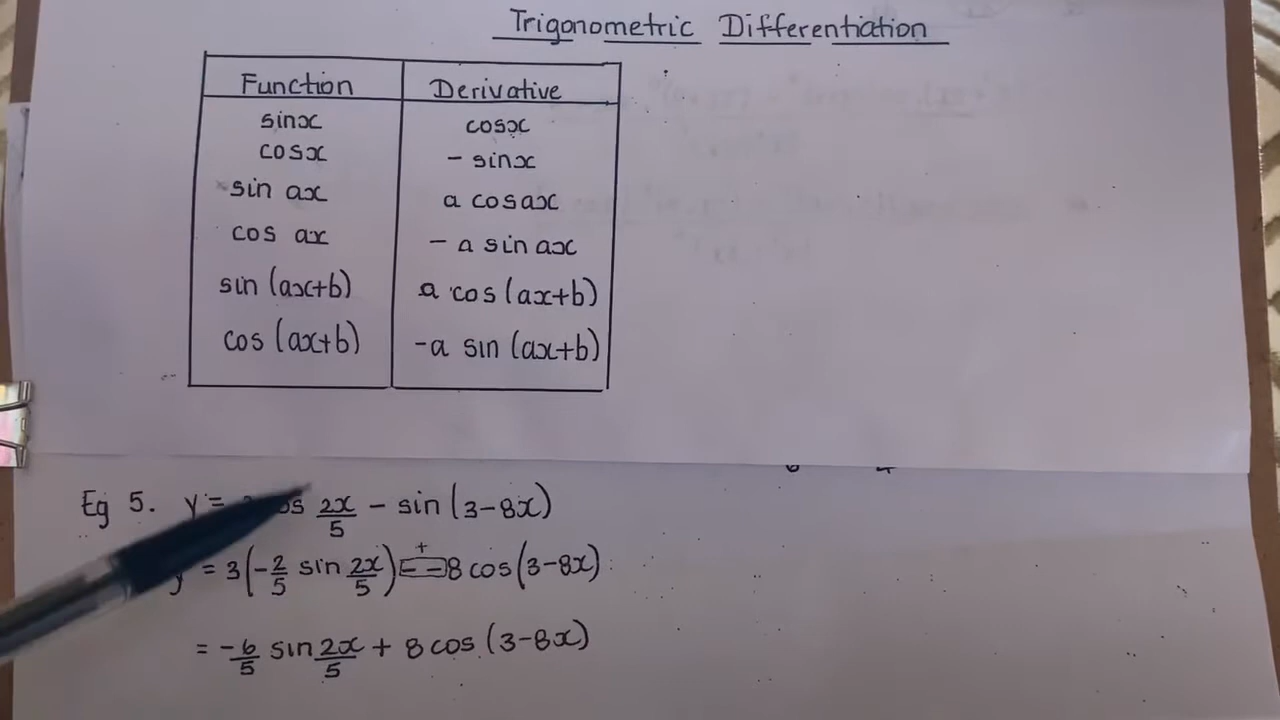 Trigonometric Differentiation
Function Derivative
sinx cosx
cosx - sinx
sin ax a cosax
cos ax - a sin ax
sin (ax+b) a cos (ax+b)
cos (ax+b) -a sin (ax+b)
Eg 5. y = cos 2x/5 - sin (3-8x)
= 3(-2/5 sin 2x/5) - -8 cos(3-8x)
+
= -6/5 sin 2x/5 + 8 cos (3-8x)